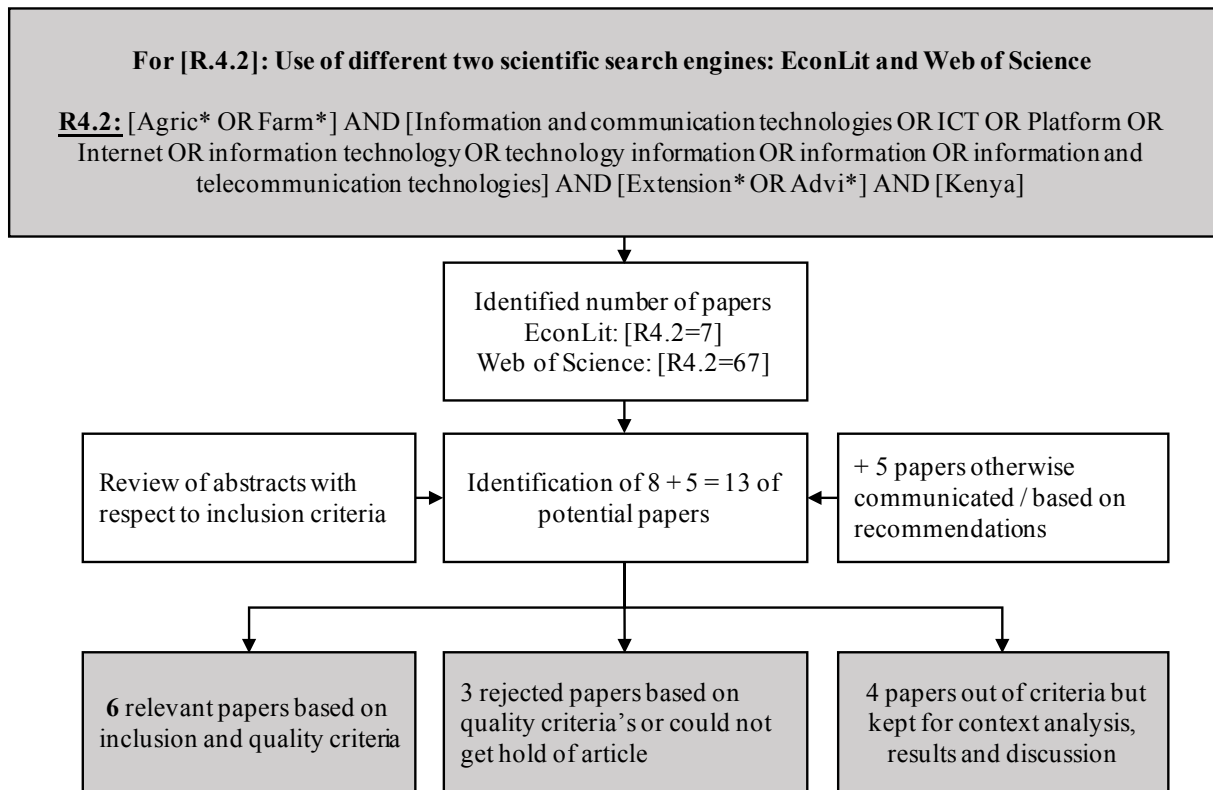 For [R.4.2]: Use of different two scientific search engines: EconLit and Web of Science
R4.2: [Agric* OR Farm*] AND [Information and communication technologies OR ICT OR Platform OR
Internet OR information technology OR technology information OR information OR information and
telecommunication technologies] AND [Extension* OR Advi*] AND [Kenya]
Identified number of papers
EconLit: [R4.2=7]
Web of Science: [R4.2=67]
Review of abstracts with
respect to inclusion criteria
Identification of 8 + 5 = 13 of
potential papers
+ 5 papers otherwise
communicated / based on
recommendations
6 relevant papers based on
inclusion and quality criteria
3 rejected papers based on
quality criteria’s or could not
get hold of article
4 papers out of criteria but
kept for context analysis,
results and discussion